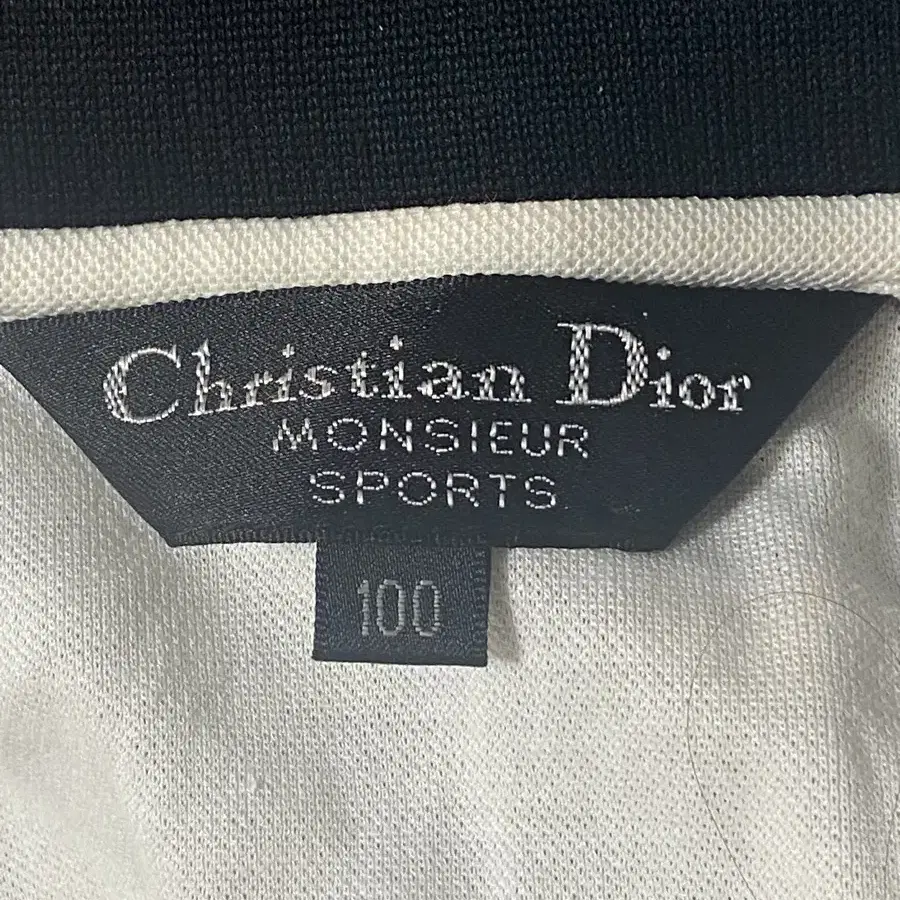 Christian Dior
MONSIEUR
SPORTS
100